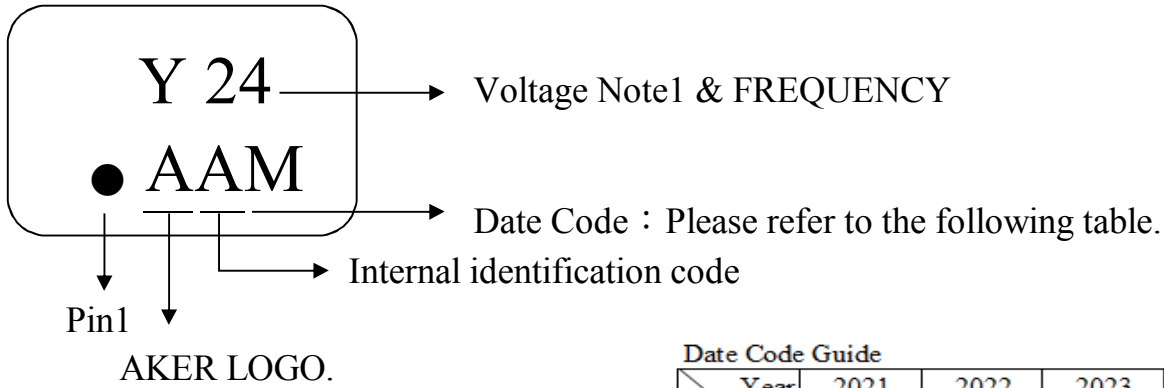 Y 24
Voltage Note1 & FREQUENCY
● AAM
Date Code：Please refer to the following table.
Internal identification code
Pin1
AKER LOGO.
Date Code Guide
Year 2021 2022 2023